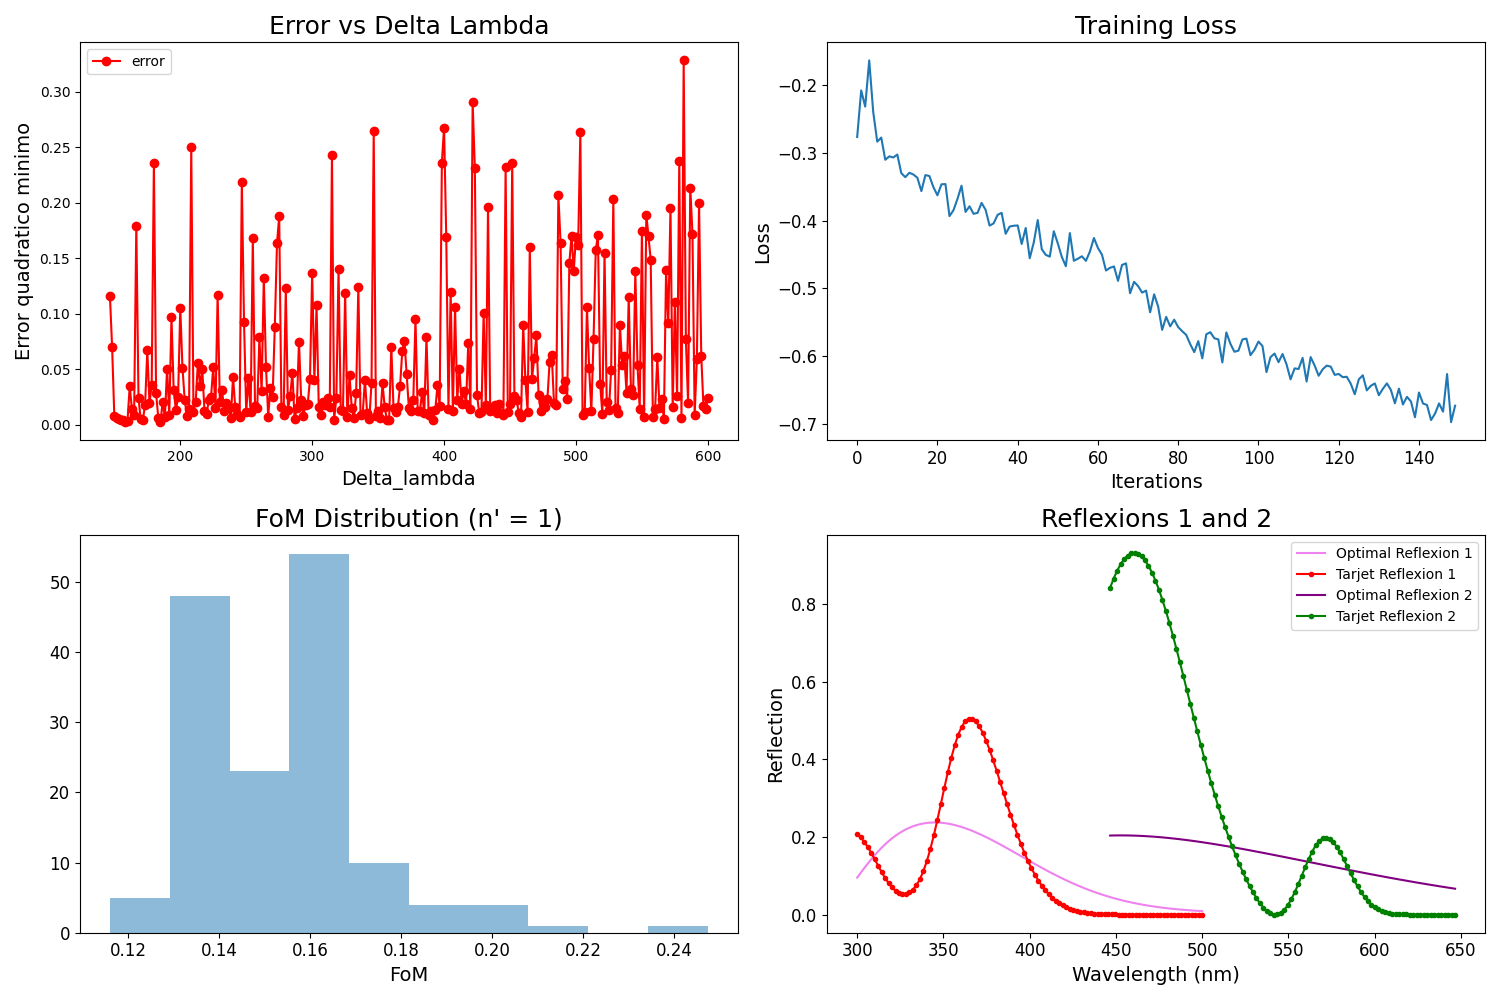 Error vs Delta Lambda
error
Error quadratico minimo
0.30
0.25
0.20
0.15
0.10
0.05
0.00
200 300 400 500 600
Delta_lambda
Training Loss
Loss
−0.2
−0.3
−0.4
−0.5
−0.6
−0.7
0 20 40 60 80 100 120 140
Iterations
FoM Distribution (n' = 1)
50
40
30
20
10
0
0.12 0.14 0.16 0.18 0.20 0.22 0.24
FoM
Reflexions 1 and 2
Optimal Reflexion 1
Tarjet Reflexion 1
Optimal Reflexion 2
Tarjet Reflexion 2
Reflection
0.8
0.6
0.4
0.2
0.0
300 350 400 450 500 550 600 650
Wavelength (nm)